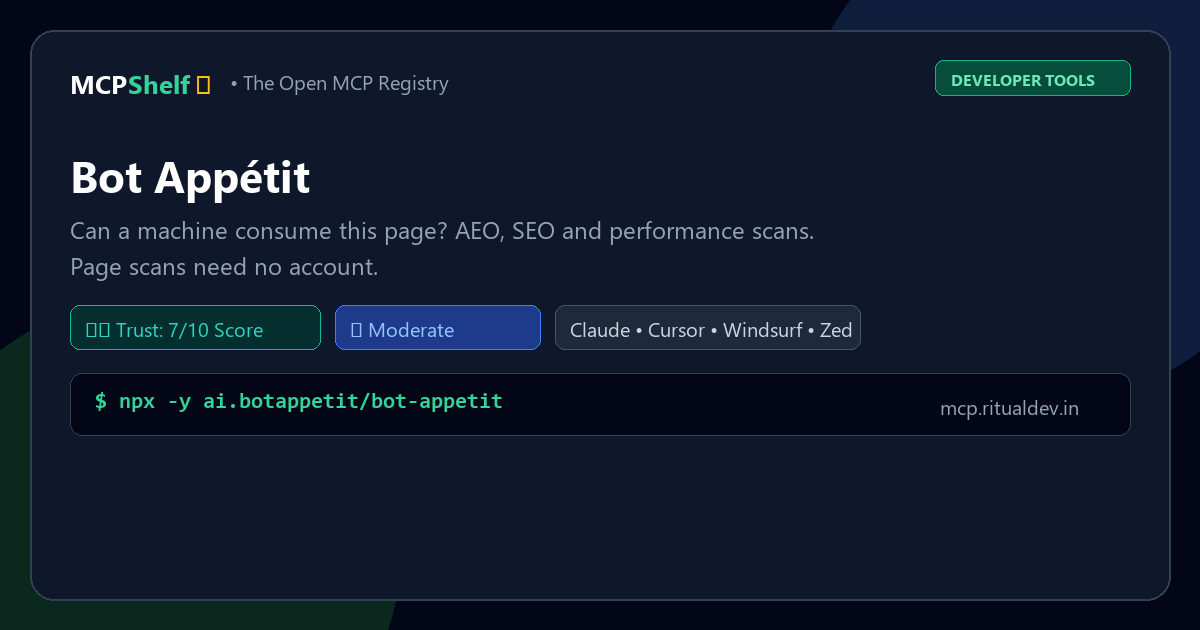 MCPShelf • The Open MCP Registry
DEVELOPER TOOLS
Bot Appétit
Can a machine consume this page? AEO, SEO and performance scans.
Page scans need no account.
Trust: 7/10 Score
Moderate
Claude • Cursor • Windsurf • Zed
$ npx -y ai.botappetit/bot-appetit
mcp.ritualdev.in